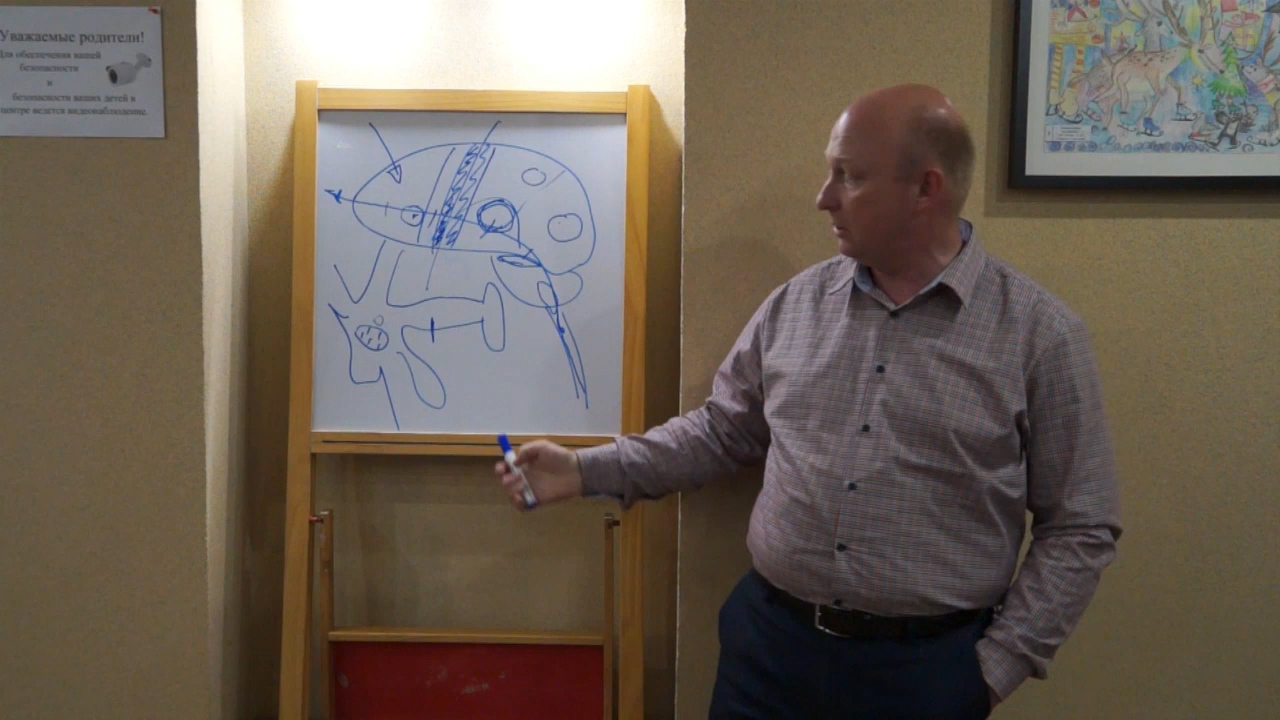 Уважаемые родители!
Для обеспечения вашей
безопасности
и
безопасности ваших детей в
центре ведется видеонаблюдение.